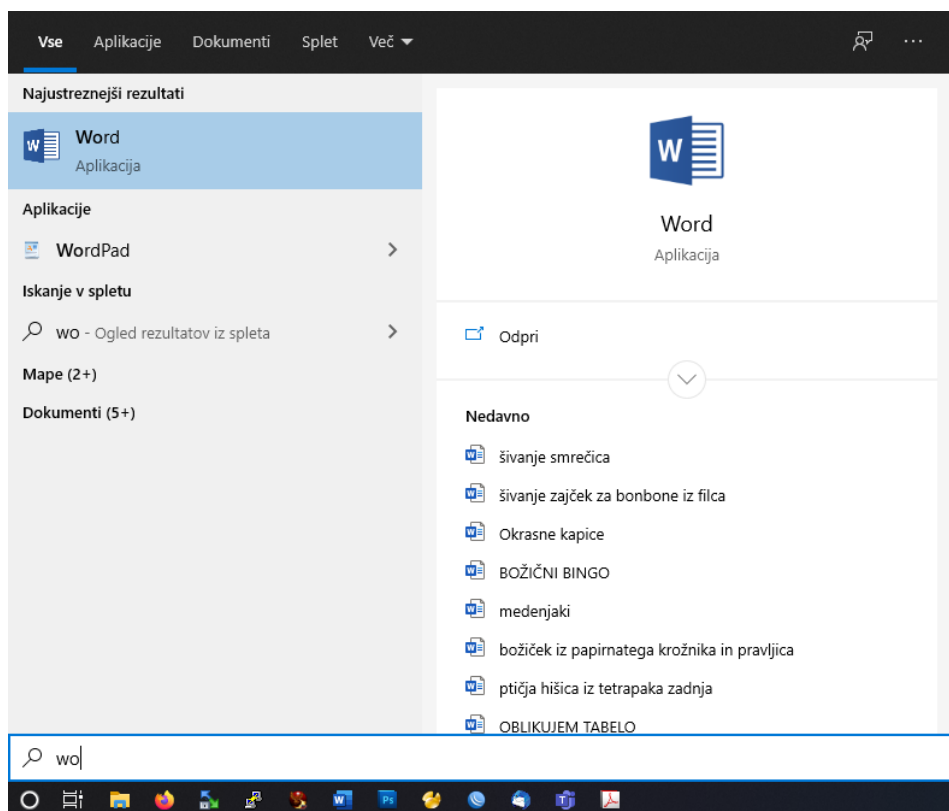 Vse Aplikacije Dokumenti Splet Več
Najustreznejši rezultati
Word
Aplikacija
Aplikacije
WordPad
Iskanje v spletu
wo - Ogled rezultatov iz spleta
Mape (2+)
Dokumenti (5+)
Word
Aplikacija
Odpri
Nedavno
šivanje smrečica
šivanje zajček za bonbone iz filca
Okrasne kapice
BOŽIČNI BINGO
medenjaki
božiček iz papirnatega krožnika in pravljica
ptičja hišica iz tetrapaka zadnja
OBLIKUJEM TABELO
wo